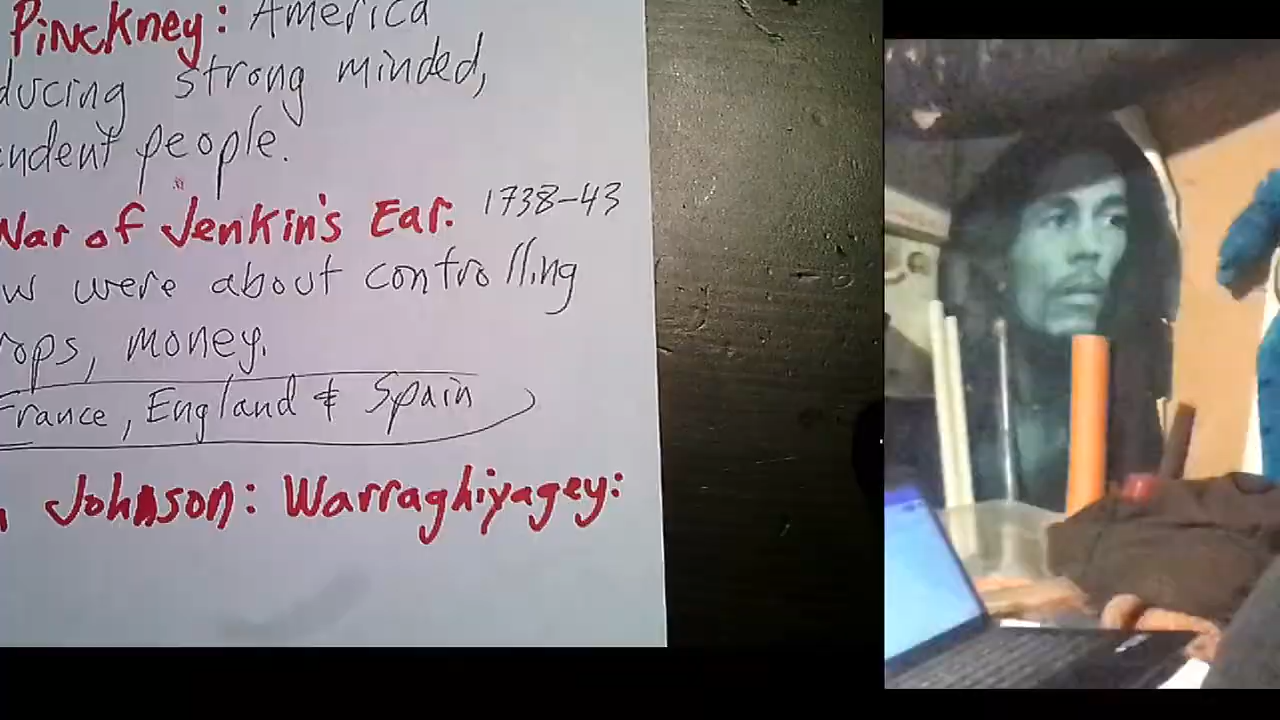 Pinckney: America
ducing strong minded,
endent people.
War of Jenkin's Ear: 1738-43
w were about controlling
rops, money.
France, England & Spain
Johnson: Warraghiyagey: